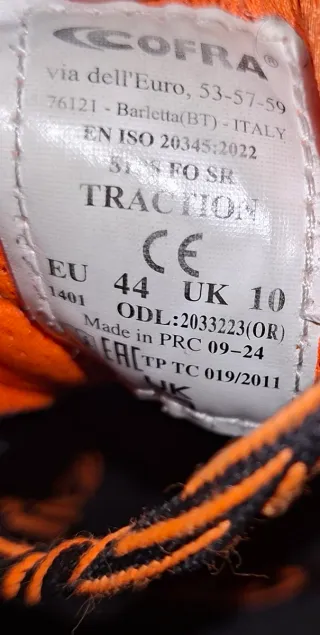 COFRA®
via dell'Euro, 53-57-59
76121 - Barletta(BT) - ITALY
EN ISO 20345:2022
FO SR
TRACTION
CE
EU 44 UK 10
1401 ODL:2033223(OR)
Made in PRC 09-24
EAC TP TC 019/2011
UK